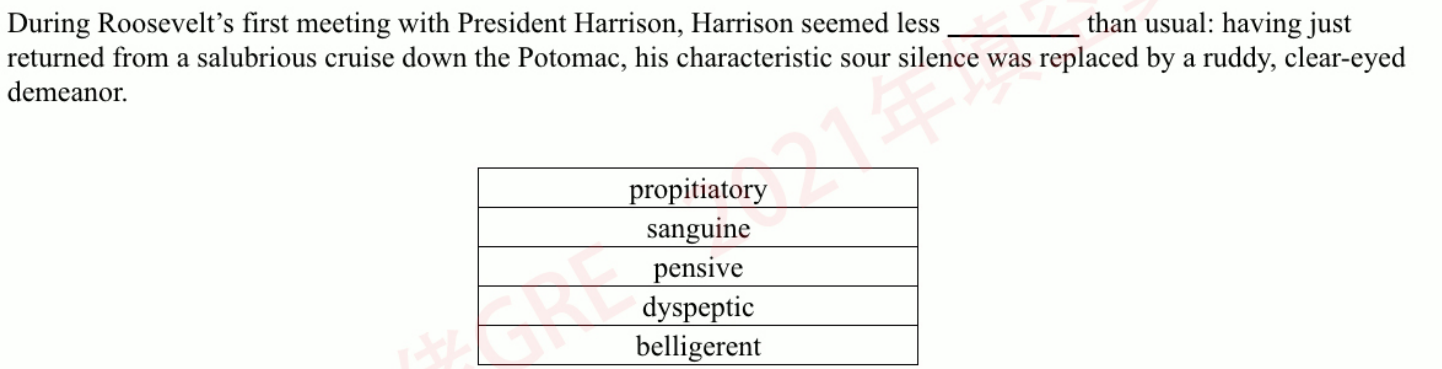 During Roosevelt’s first meeting with President Harrison, Harrison seemed less __________ than usual: having just
returned from a salubrious cruise down the Potomac, his characteristic sour silence was replaced by a ruddy, clear-eyed
demeanor.
propitiatory
sanguine
pensive
dyspeptic
belligerent
GRE 2021年填空